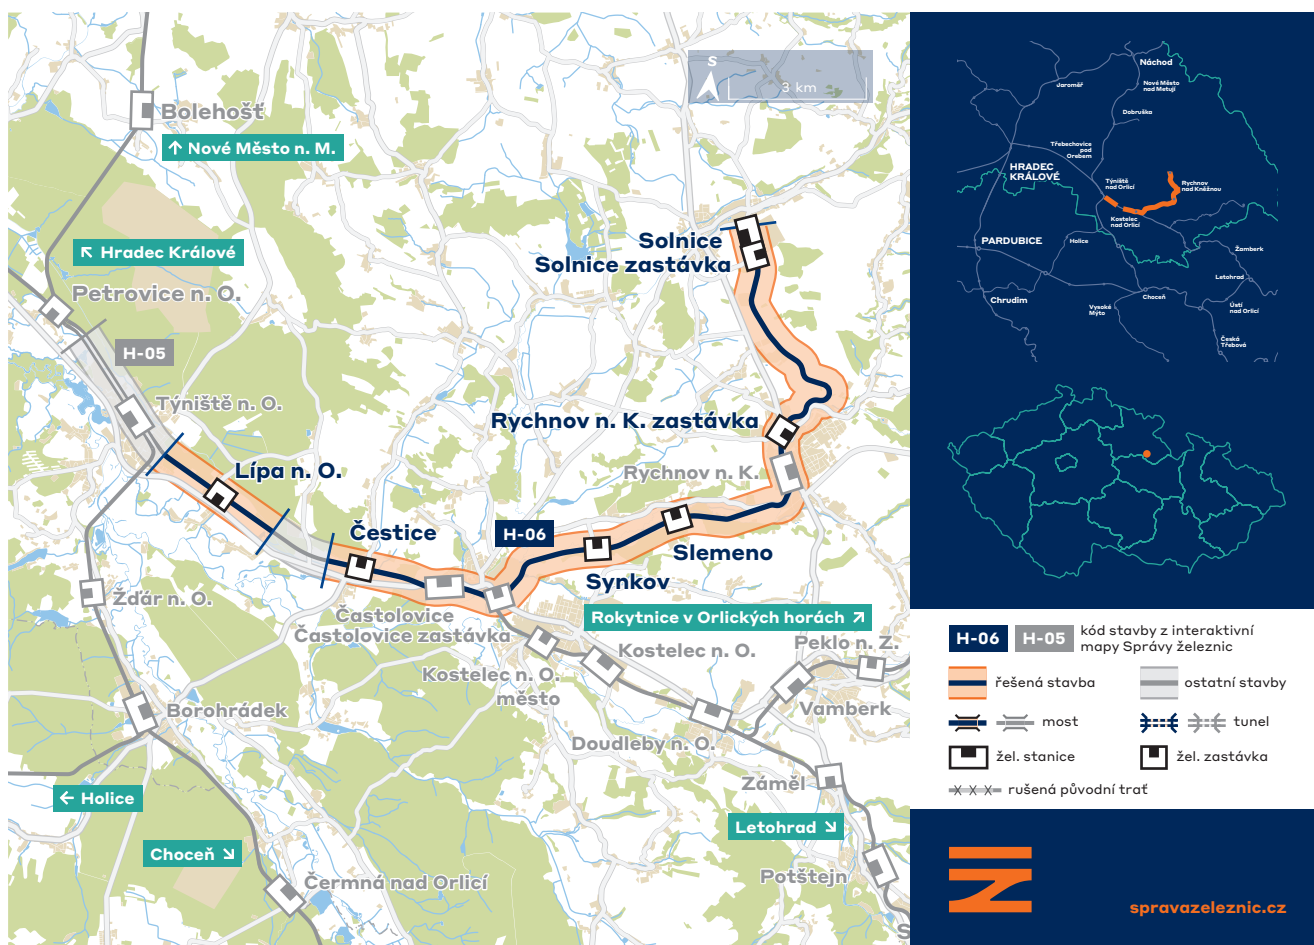 S
3 km
Bolehošť
↑ Nové Město n. M.
↖ Hradec Králové
Petrovice n. O.
H-05
Týniště n. O.
Solnice
Solnice zastávka
Rychnov n. K. zastávka
Rychnov n. K.
Lípa n. O.
Čestice
H-06
Slemeno
Synkov
Žďár n. O.
Častolovice
Častolovice zastávka
Rokytnice v Orlických horách ↗
Kostelec n. O.
Peklo n. Z.
Kostelec n. O.
město
Vamberk
Borohrádek
Doudleby n. O.
Záměl
← Holice
Letohrad ↘
Choceň ↘
Potštejn
Čermná nad Orlicí
S
Náchod
Jaroměř
Nové Město
nad Metují
Dobruška
Třebechovice
pod
Orebem
HRADEC
KRÁLOVÉ
Týniště
nad Orlicí
Rychnov
nad Kněžnou
Kostelec
nad Orlicí
PARDUBICE
Holice
Žamberk
Letohrad
Chrudim
Vysoké
Mýto
Choceň
Ústí
nad Orlicí
Česká
Třebová
H-06 H-05 kód stavby z interaktivní
mapy Správy železnic
řešená stavba
ostatní stavby
most
tunel
žel. stanice
žel. zastávka
rušená původní trať
spravazeleznic.cz